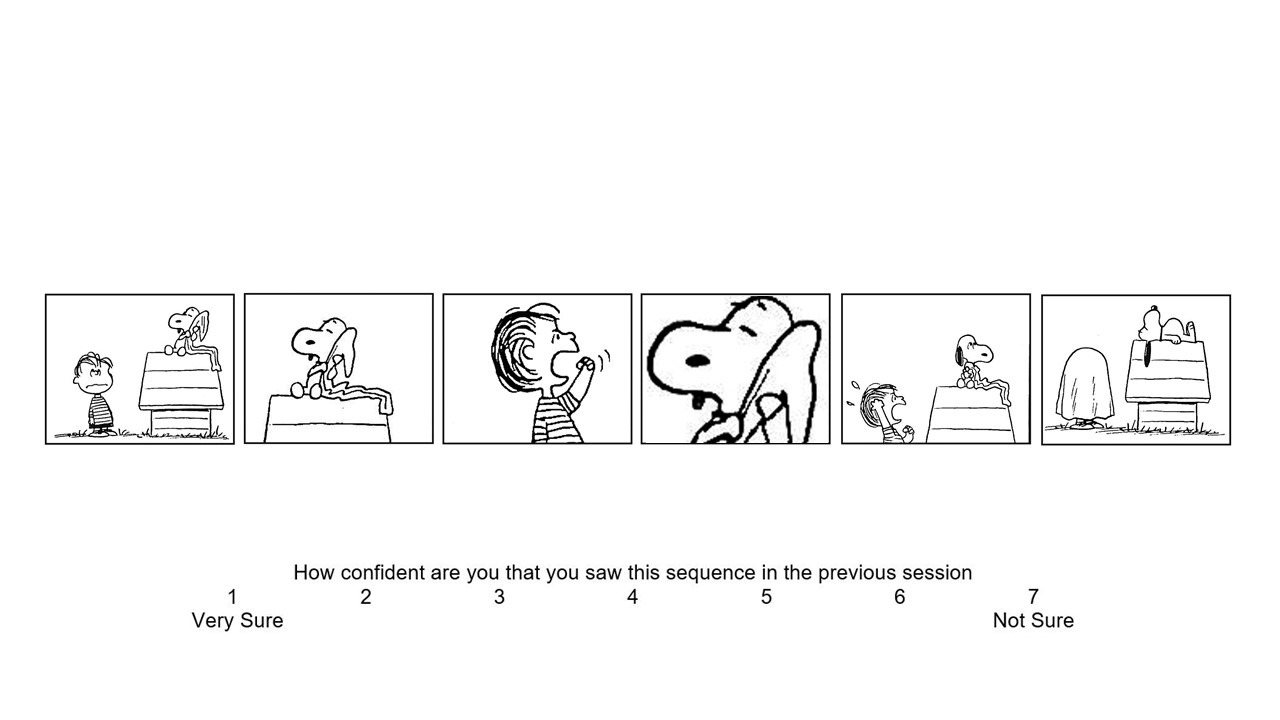 How confident are you that you saw this sequence in the previous session
1 2 3 4 5 6 7
Very Sure Not Sure